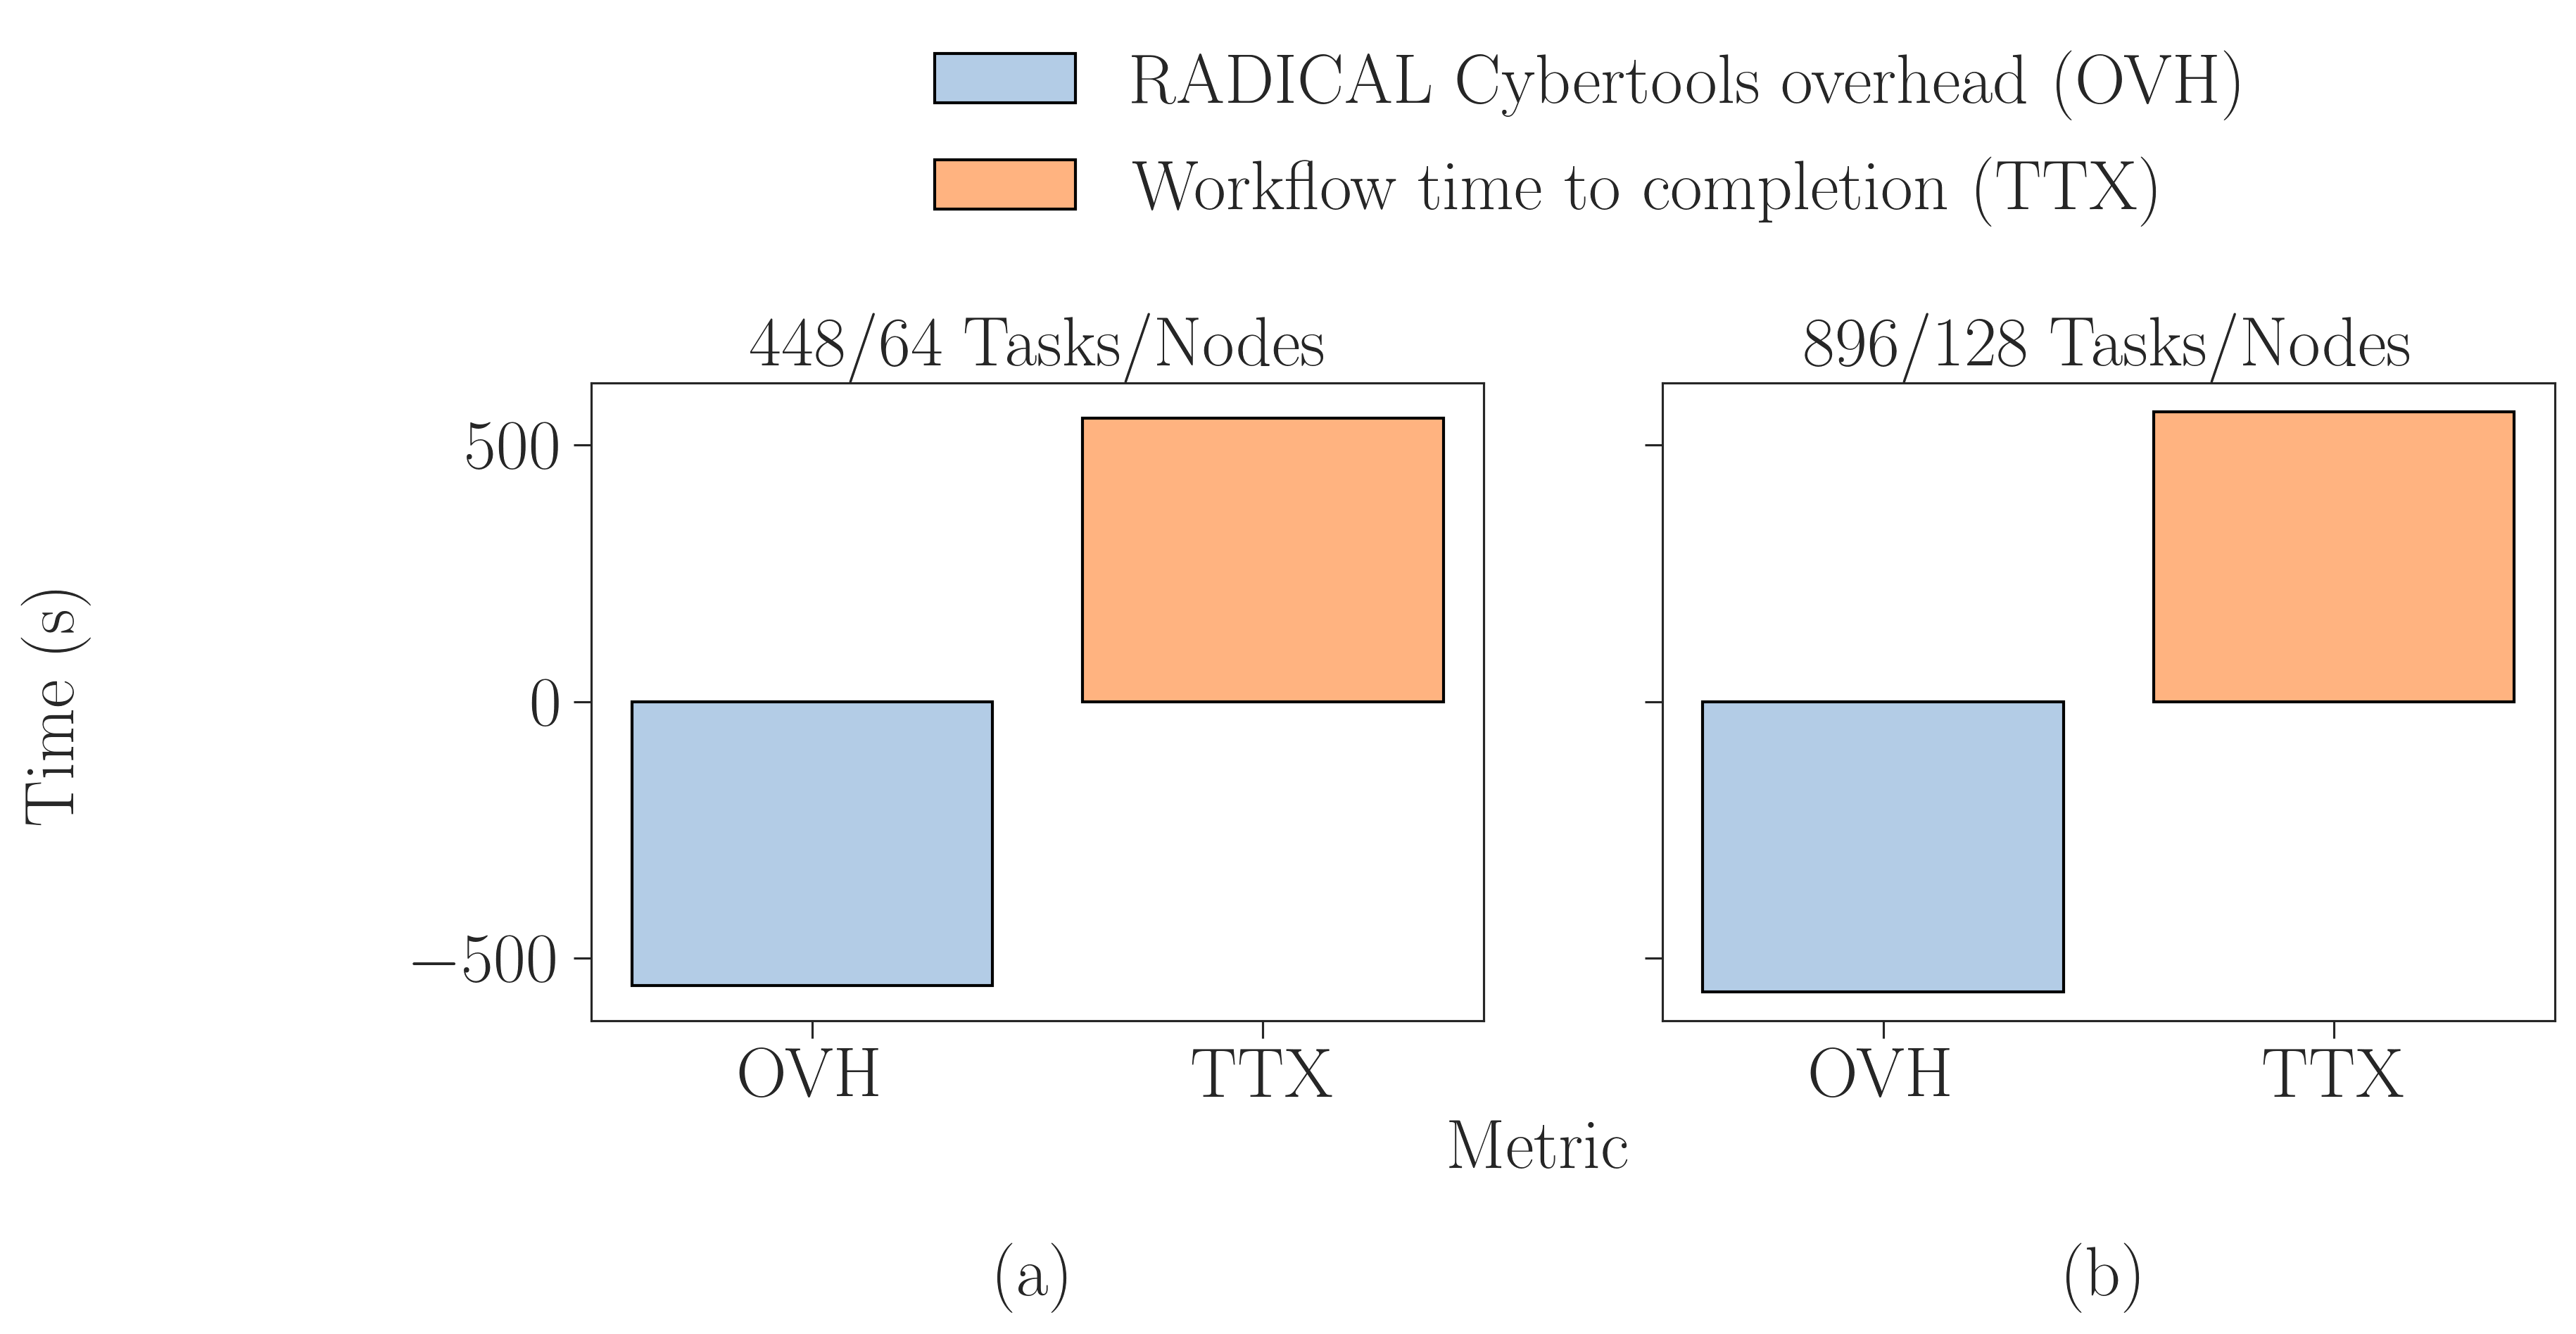 RADICAL Cybertools overhead (OVH)
Workflow time to completion (TTX)
448/64 Tasks/Nodes
896/128 Tasks/Nodes
500
0
−500
Time (s)
OVH
TTX
OVH
TTX
Metric
(a)
(b)